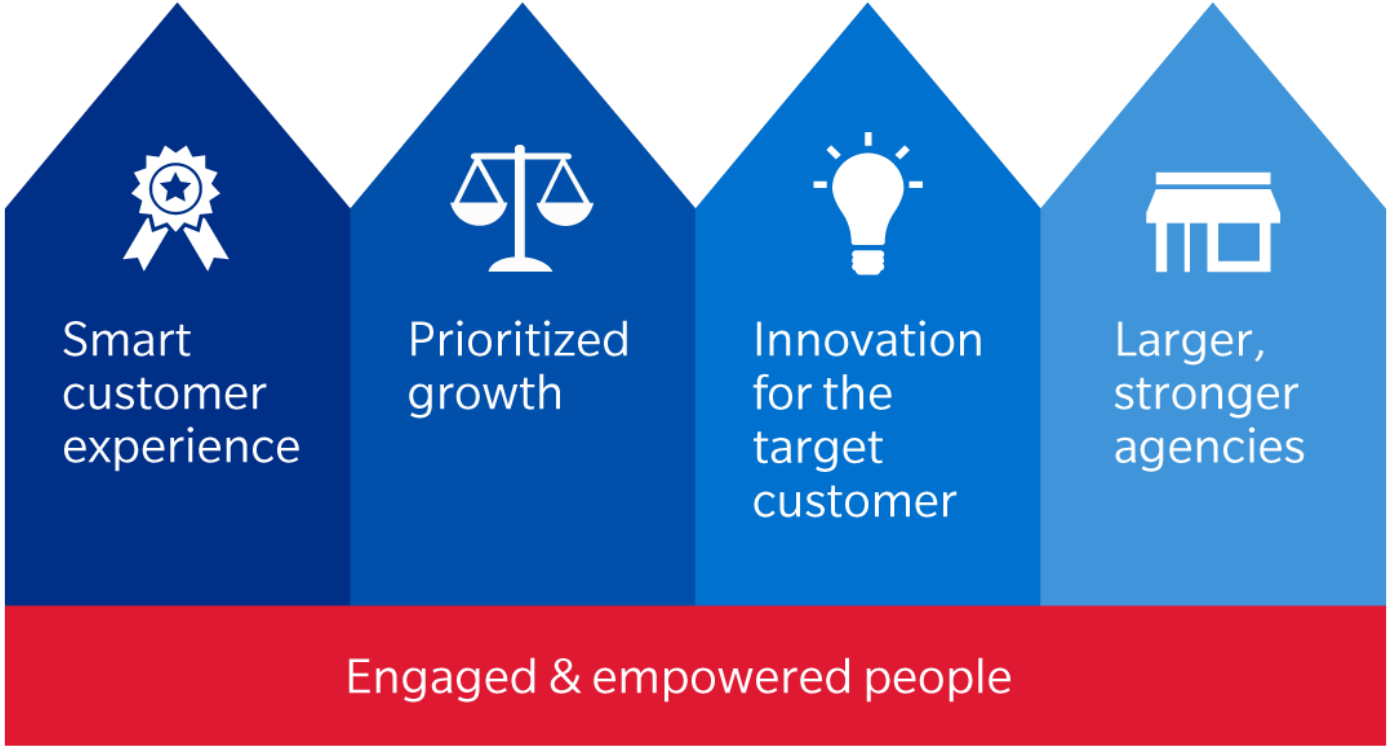 Smart
customer
experience
Prioritized
growth
Innovation
for the
target
customer
Larger,
stronger
agencies
Engaged & empowered people